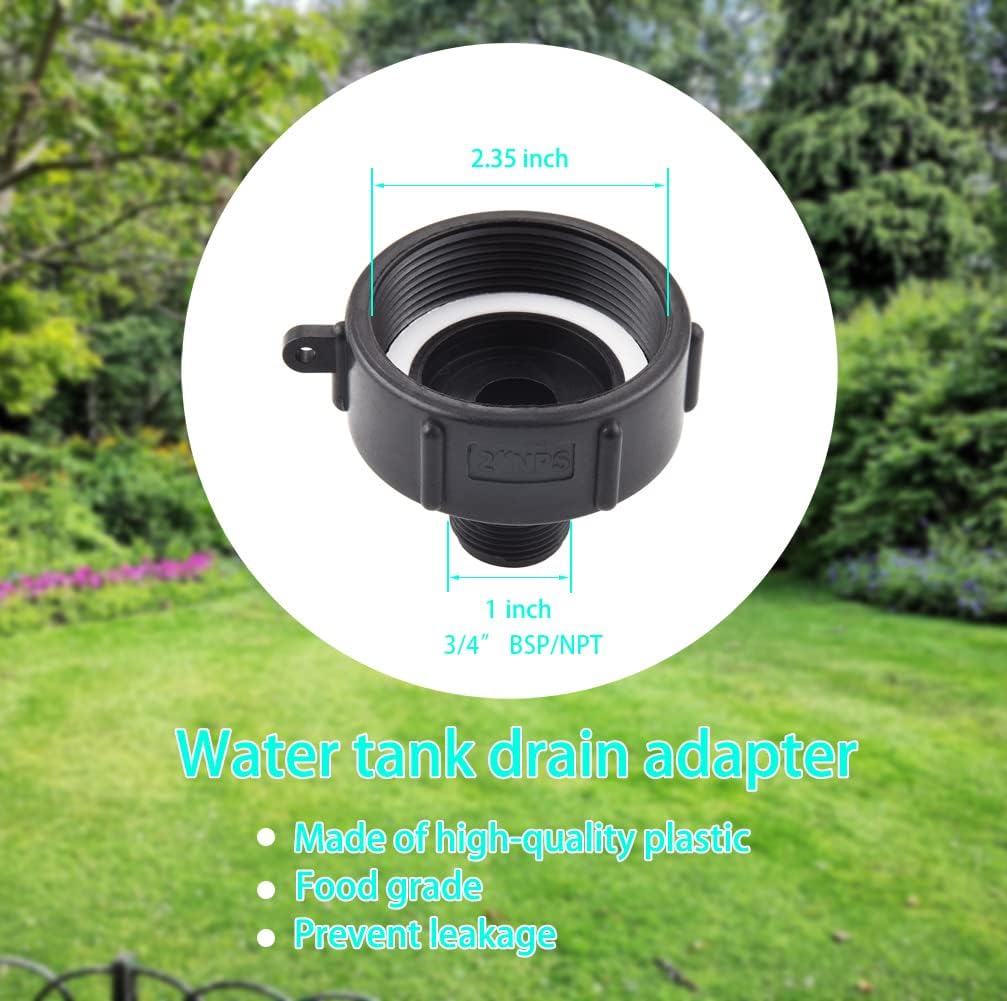 2.35 inch
2"NPS
1 inch
3/4" BSP/NPT
Water tank drain adapter
Made of high-quality plastic
Food grade
Prevent leakage